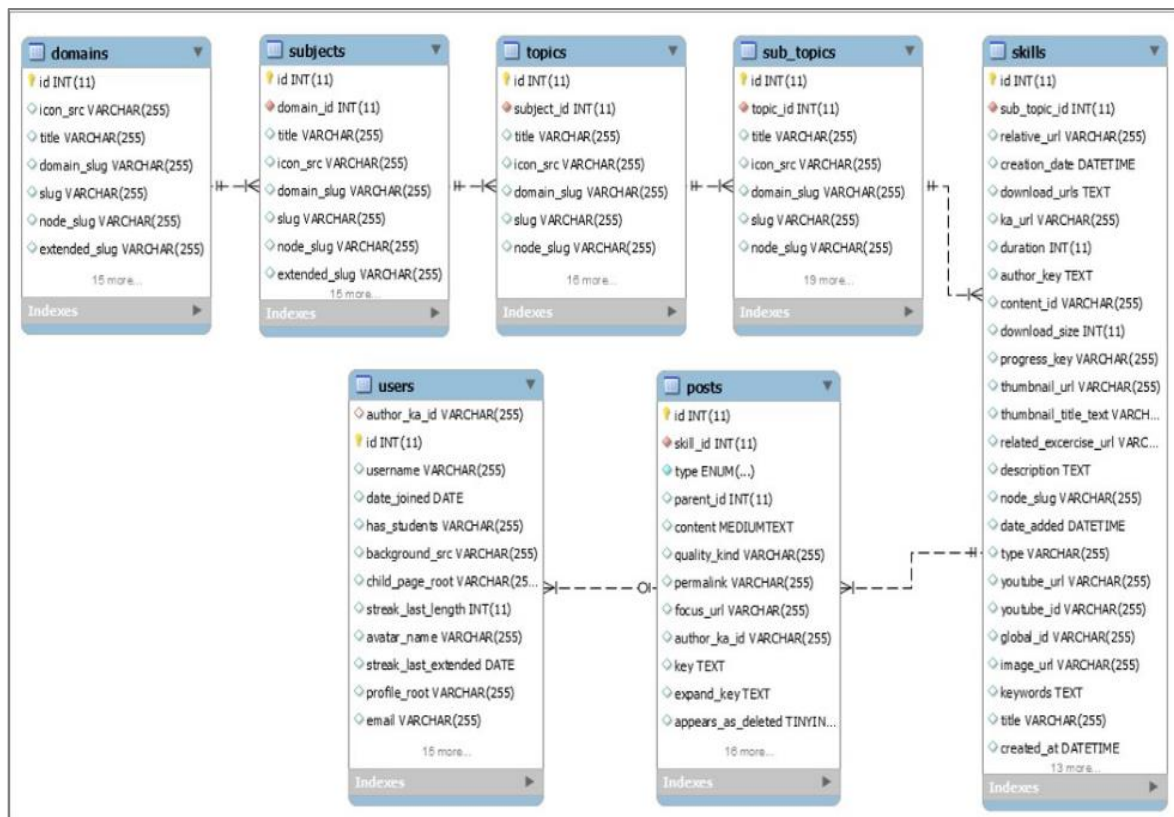 domains
id INT(11)
icon_src VARCHAR(255)
title VARCHAR(255)
domain_slug VARCHAR(255)
slug VARCHAR(255)
node_slug VARCHAR(255)
extended_slug VARCHAR(255)
15 more...
Indexes
subjects
id INT(11)
domain_id INT(11)
title VARCHAR(255)
icon_src VARCHAR(255)
domain_slug VARCHAR(255)
slug VARCHAR(255)
node_slug VARCHAR(255)
extended_slug VARCHAR(255)
15 more...
Indexes
topics
id INT(11)
subject_id INT(11)
title VARCHAR(255)
icon_src VARCHAR(255)
domain_slug VARCHAR(255)
slug VARCHAR(255)
node_slug VARCHAR(255)
16 more...
Indexes
sub_topics
id INT(11)
topic_id INT(11)
title VARCHAR(255)
icon_src VARCHAR(255)
domain_slug VARCHAR(255)
slug VARCHAR(255)
node_slug VARCHAR(255)
19 more...
Indexes
skills
id INT(11)
sub_topic_id INT(11)
relative_url VARCHAR(255)
creation_date DATETIME
download_urls TEXT
ka_url VARCHAR(255)
duration INT(11)
author_key TEXT
content_id VARCHAR(255)
download_size INT(11)
progress_key VARCHAR(255)
thumbnail_url VARCHAR(255)
thumbnail_title_text VARCH...
related_excercise_url VARC...
description TEXT
node_slug VARCHAR(255)
date_added DATETIME
type VARCHAR(255)
youtube_url VARCHAR(255)
youtube_id VARCHAR(255)
global_id VARCHAR(255)
image_url VARCHAR(255)
keywords TEXT
title VARCHAR(255)
created_at DATETIME
13 more...
Indexes
users
author_ka_id VARCHAR(255)
id INT(11)
username VARCHAR(255)
date_joined DATE
has_students VARCHAR(255)
background_src VARCHAR(255)
child_page_root VARCHAR(25...
streak_last_length INT(11)
avatar_name VARCHAR(255)
streak_last_extended DATE
profile_root VARCHAR(255)
email VARCHAR(255)
15 more...
Indexes
posts
id INT(11)
skill_id INT(11)
type ENUM(...)
parent_id INT(11)
content MEDIUMTEXT
quality_kind VARCHAR(255)
permalink VARCHAR(255)
focus_url VARCHAR(255)
author_ka_id VARCHAR(255)
key TEXT
expand_key TEXT
appears_as_deleted TINYIN...
16 more...
Indexes